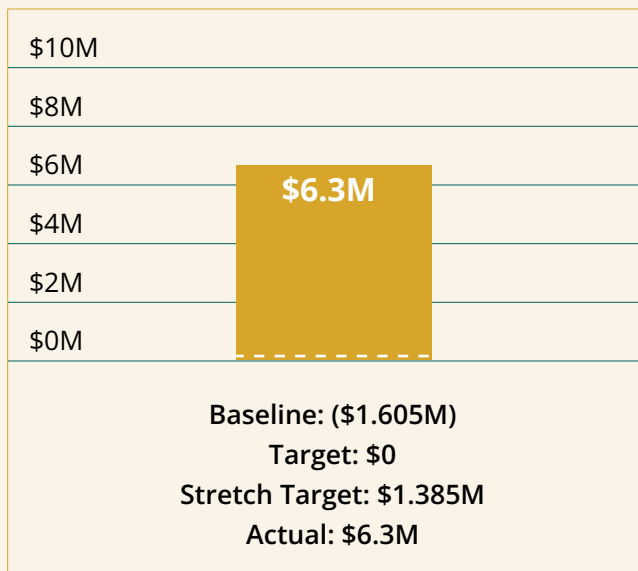 $10M
$8M
$6M
$6.3M
$4M
$2M
$0M
Baseline: ($1.605M)
Target: $0
Stretch Target: $1.385M
Actual: $6.3M